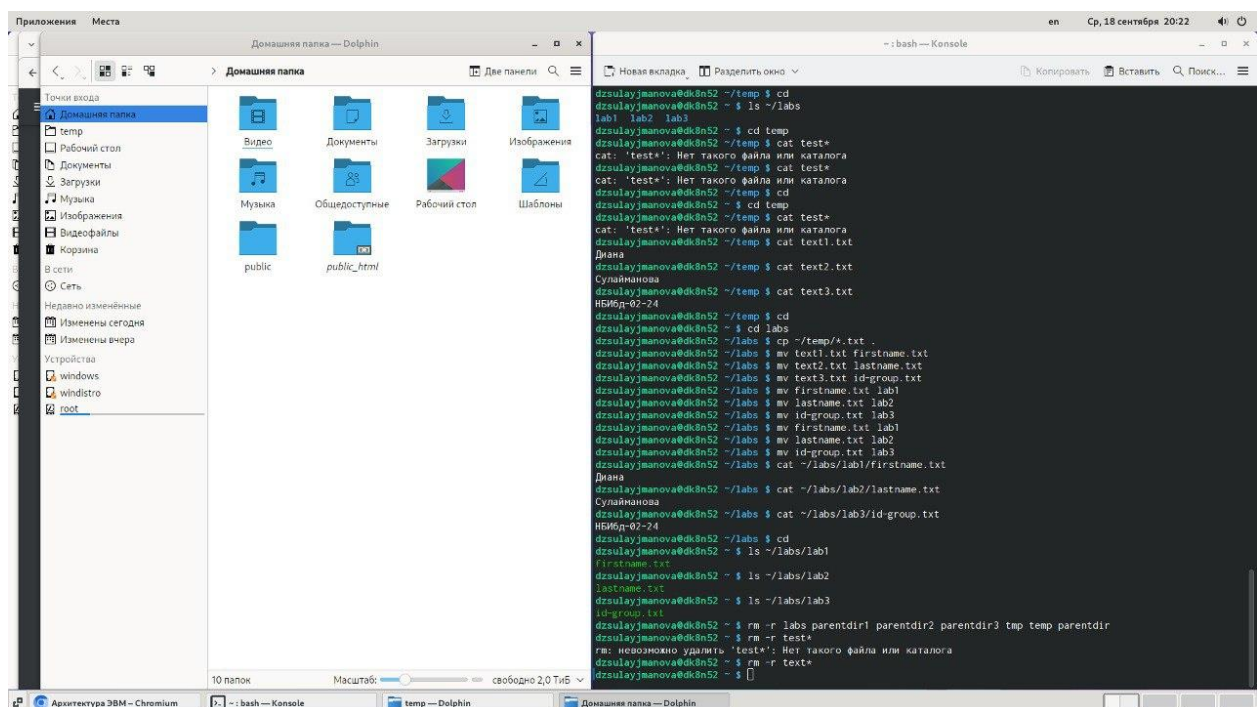 Приложения Места
en Ср, 18 сентября 20:22
Домашняя папка — Dolphin
Домашняя папка
Две панели
Точки входа
Домашняя папка
temp
Рабочий стол
Документы
Загрузки
Музыка
Изображения
Видеофайлы
Корзина
В сети
Сеть
Недавно изменённые
Изменены сегодня
Изменены вчера
Устройства
windows
windistro
root
Видео Документы Загрузки Изображения
Музыка Общедоступные Рабочий стол Шаблоны
public public_html
10 папок Масштаб: свободно 2,0 ТиБ
~ : bash — Konsole
Новая вкладка Разделить окно Копировать Вставить Поиск...
dzsulayjmanova@dk8n52 ~/temp $ cd
dzsulayjmanova@dk8n52 ~ $ ls ~/labs
lab1 lab2 lab3
dzsulayjmanova@dk8n52 ~ $ cd temp
dzsulayjmanova@dk8n52 ~/temp $ cat test*
cat: 'test*': Нет такого файла или каталога
dzsulayjmanova@dk8n52 ~/temp $ cat test*
cat: 'test*': Нет такого файла или каталога
dzsulayjmanova@dk8n52 ~/temp $ cd
dzsulayjmanova@dk8n52 ~ $ cd temp
dzsulayjmanova@dk8n52 ~/temp $ cat test*
cat: 'test*': Нет такого файла или каталога
dzsulayjmanova@dk8n52 ~/temp $ cat text1.txt
Диана
dzsulayjmanova@dk8n52 ~/temp $ cat text2.txt
Сулайманова
dzsulayjmanova@dk8n52 ~/temp $ cat text3.txt
НБИбд-02-24
dzsulayjmanova@dk8n52 ~/temp $ cd
dzsulayjmanova@dk8n52 ~ $ cd labs
dzsulayjmanova@dk8n52 ~/labs $ cp ~/temp/*.txt .
dzsulayjmanova@dk8n52 ~/labs $ mv text1.txt firstname.txt
dzsulayjmanova@dk8n52 ~/labs $ mv text2.txt lastname.txt
dzsulayjmanova@dk8n52 ~/labs $ mv text3.txt id-group.txt
dzsulayjmanova@dk8n52 ~/labs $ mv firstname.txt lab1
dzsulayjmanova@dk8n52 ~/labs $ mv lastname.txt lab2
dzsulayjmanova@dk8n52 ~/labs $ mv id-group.txt lab3
dzsulayjmanova@dk8n52 ~/labs $ mv firstname.txt lab1
dzsulayjmanova@dk8n52 ~/labs $ mv lastname.txt lab2
dzsulayjmanova@dk8n52 ~/labs $ mv id-group.txt lab3
dzsulayjmanova@dk8n52 ~/labs $ cat ~/labs/lab1/firstname.txt
Диана
dzsulayjmanova@dk8n52 ~/labs $ cat ~/labs/lab2/lastname.txt
Сулайманова
dzsulayjmanova@dk8n52 ~/labs $ cat ~/labs/lab3/id-group.txt
НБИбд-02-24
dzsulayjmanova@dk8n52 ~/labs $ cd
dzsulayjmanova@dk8n52 ~ $ ls ~/labs/lab1
firstname.txt
dzsulayjmanova@dk8n52 ~ $ ls ~/labs/lab2
lastname.txt
dzsulayjmanova@dk8n52 ~ $ ls ~/labs/lab3
id-group.txt
dzsulayjmanova@dk8n52 ~ $ rm -r labs parentdir1 parentdir2 parentdir3 tmp temp parentdir
dzsulayjmanova@dk8n52 ~ $ rm -r test*
rm: невозможно удалить 'test*': Нет такого файла или каталога
dzsulayjmanova@dk8n52 ~ $ rm -r text*
dzsulayjmanova@dk8n52 ~ $
Архитектура ЭВМ – Chromium ~ : bash — Konsole temp — Dolphin Домашняя папка — Dolphin